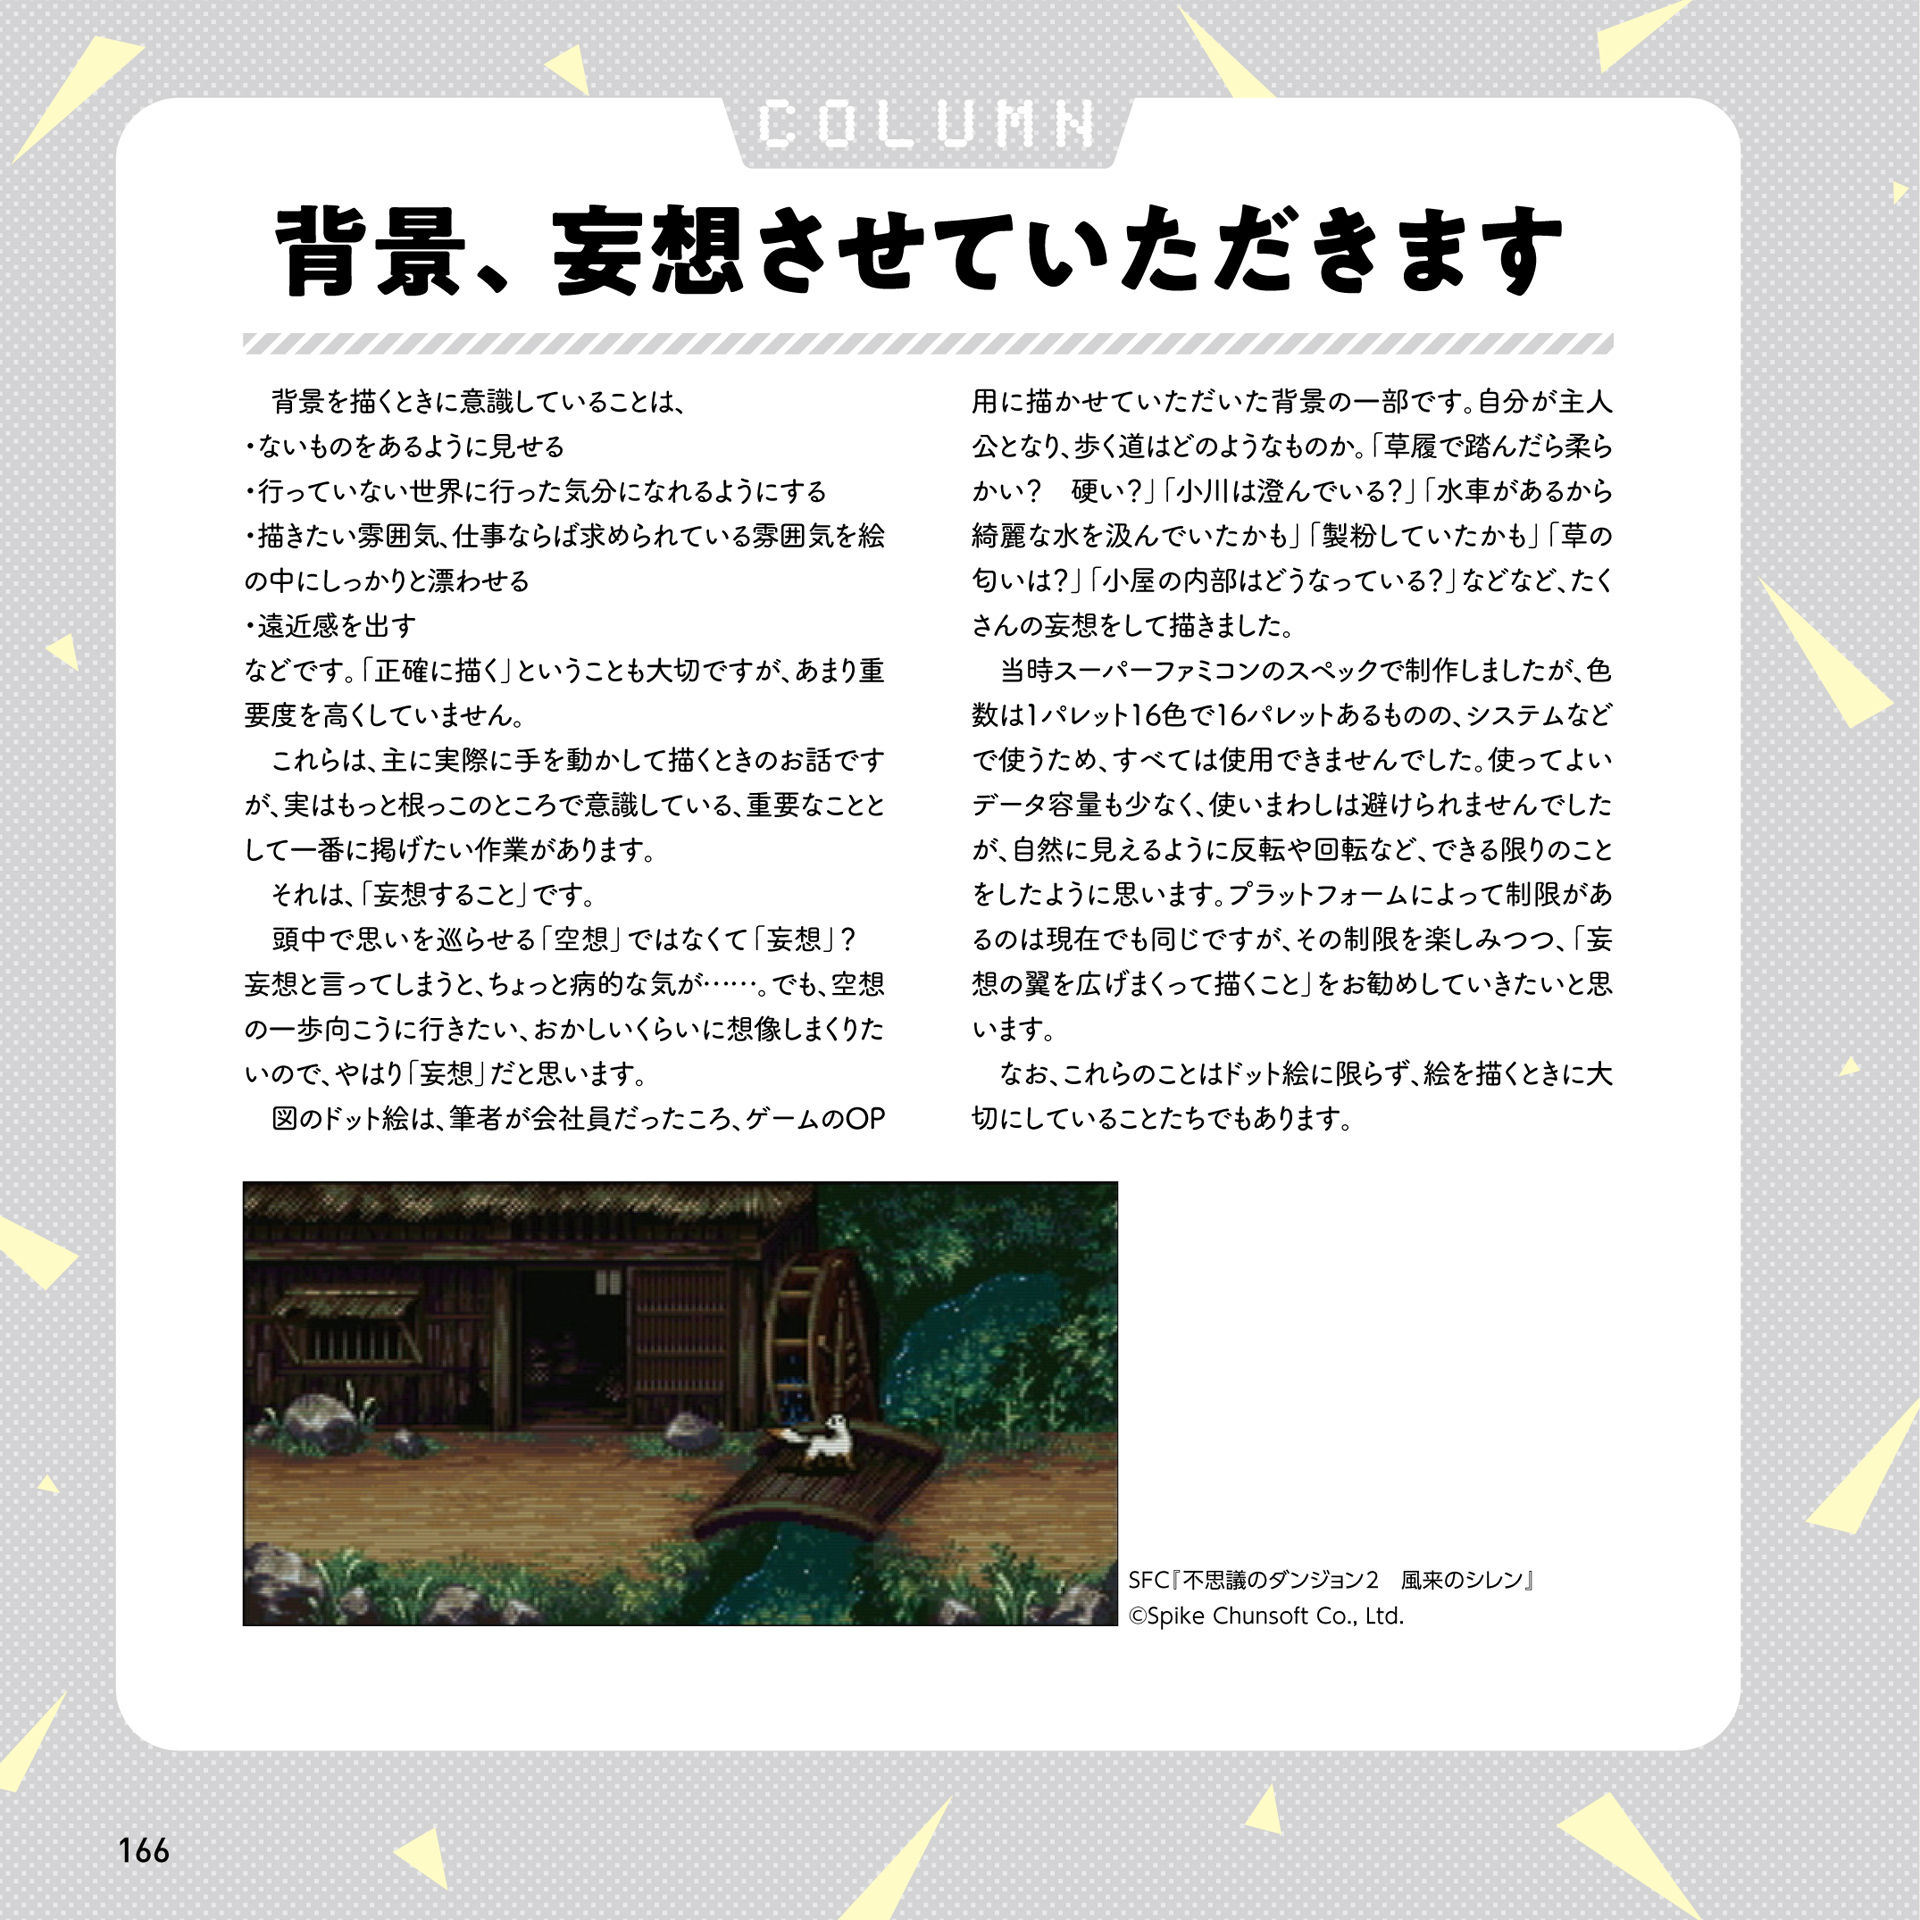 COLUMN
背景、妄想させていただきます
　背景を描くときに意識していることは、
・ないものをあるように見せる
・行っていない世界に行った気分になれるようにする
・描きたい雰囲気、仕事ならば求められている雰囲気を絵
の中にしっかりと漂わせる
・遠近感を出す
などです。「正確に描く」ということも大切ですが、あまり重
要度を高くしていません。
　これらは、主に実際に手を動かして描くときのお話です
が、実はもっと根っこのところで意識している、重要なことと
して一番に掲げたい作業があります。
　それは、「妄想すること」です。
　頭中で思いを巡らせる「空想」ではなくて「妄想」？
妄想と言ってしまうと、ちょっと病的な気が……。でも、空想
の一歩向こうに行きたい、おかしいくらいに想像しまくりた
いので、やはり「妄想」だと思います。
　図のドット絵は、筆者が会社員だったころ、ゲームのOP
用に描かせていただいた背景の一部です。自分が主人
公となり、歩く道はどのようなものか。「草履で踏んだら柔ら
かい？　硬い？」「小川は澄んでいる？」「水車があるから
綺麗な水を汲んでいたかも」「製粉していたかも」「草の
匂いは？」「小屋の内部はどうなっている？」などなど、たく
さんの妄想をして描きました。
　当時スーパーファミコンのスペックで制作しましたが、色
数は1パレット16色で16パレットあるものの、システムなど
で使うため、すべては使用できませんでした。使ってよい
データ容量も少なく、使いまわしは避けられませんでした
が、自然に見えるように反転や回転など、できる限りのこと
をしたように思います。プラットフォームによって制限があ
るのは現在でも同じですが、その制限を楽しみつつ、「妄
想の翼を広げまくって描くこと」をお勧めしていきたいと思
います。
　なお、これらのことはドット絵に限らず、絵を描くときに大
切にしていることたちでもあります。
SFC『不思議のダンジョン2　風来のシレン』
©Spike Chunsoft Co., Ltd.
166